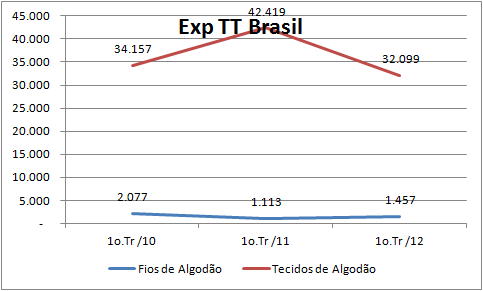 Exp TT Brasil
45.000
40.000
35.000
30.000
25.000
20.000
15.000
10.000
5.000
-
34.157
42.419
32.099
2.077
1.113
1.457
1o.Tr/10
1o.Tr/11
1o.Tr/12
Fios de Algodão
Tecidos de Algodão